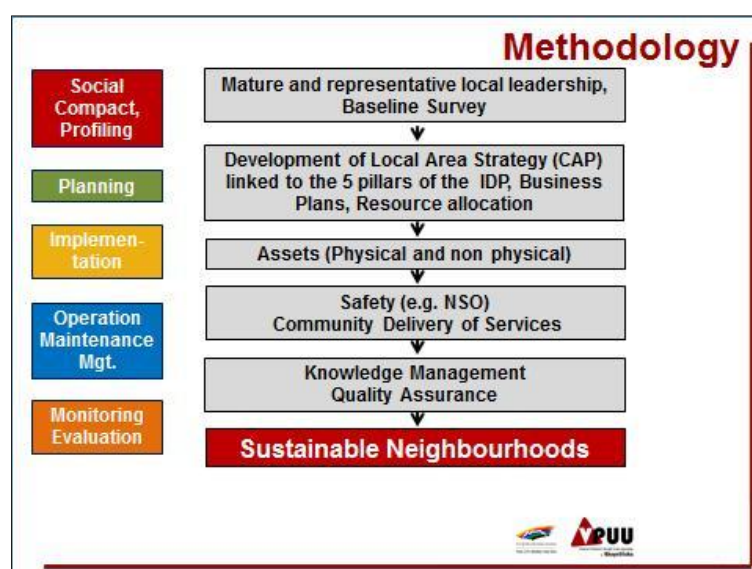 Methodology
Social
Compact,
Profiling
Mature and representative local leadership,
Baseline Survey
Planning
Development of Local Area Strategy (CAP)
linked to the 5 pillars of the IDP, Business
Plans, Resource allocation
Implemen-
tation
Assets (Physical and non physical)
Operation
Maintenance
Mgt.
Safety (e.g. NSO)
Community Delivery of Services
Knowledge Management
Quality Assurance
Monitoring
Evaluation
Sustainable Neighbourhoods
VPUU